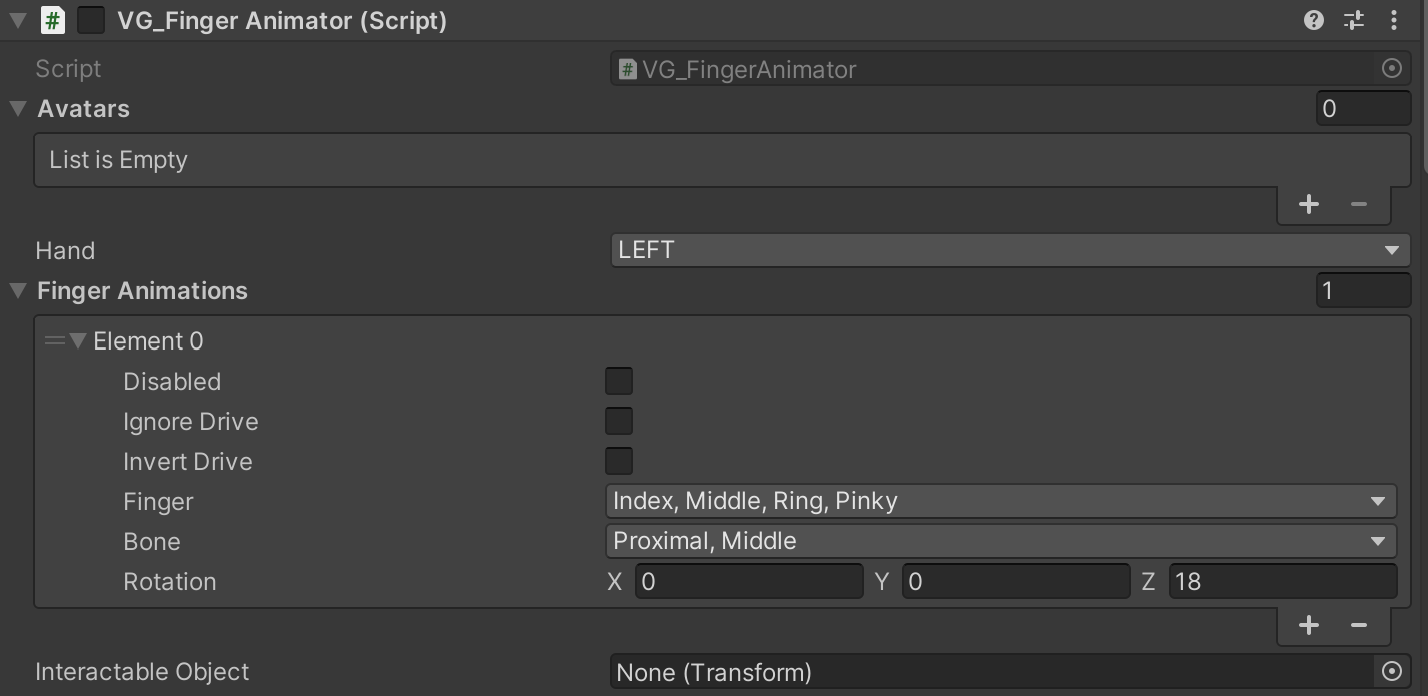 # VG_Finger Animator (Script)
Script # VG_FingerAnimator
Avatars 0
List is Empty
+ −
Hand LEFT
Finger Animations 1
Element 0
Disabled
Ignore Drive
Invert Drive
Finger Index, Middle, Ring, Pinky
Bone Proximal, Middle
Rotation X 0 Y 0 Z 18
+ −
Interactable Object None (Transform)